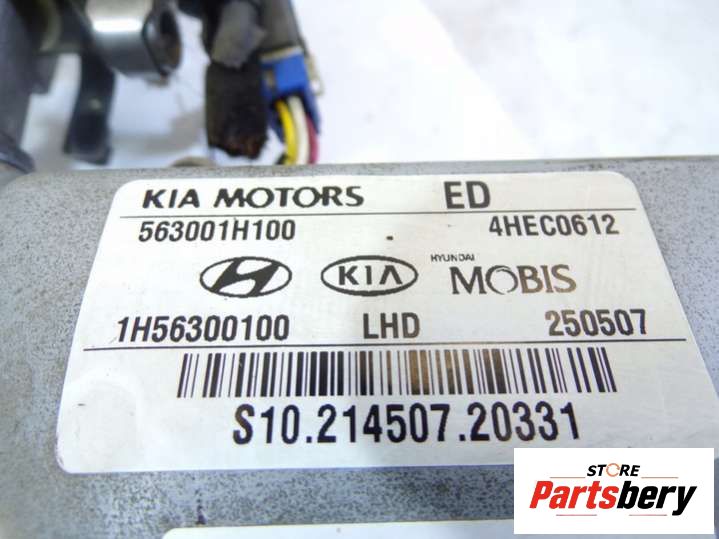 KIA MOTORS ED
563001H100 . 4HEC0612
KIA HYUNDAI MOBIS
1H56300100 LHD 250507
S10.214507.20331
STORE
Partsbery